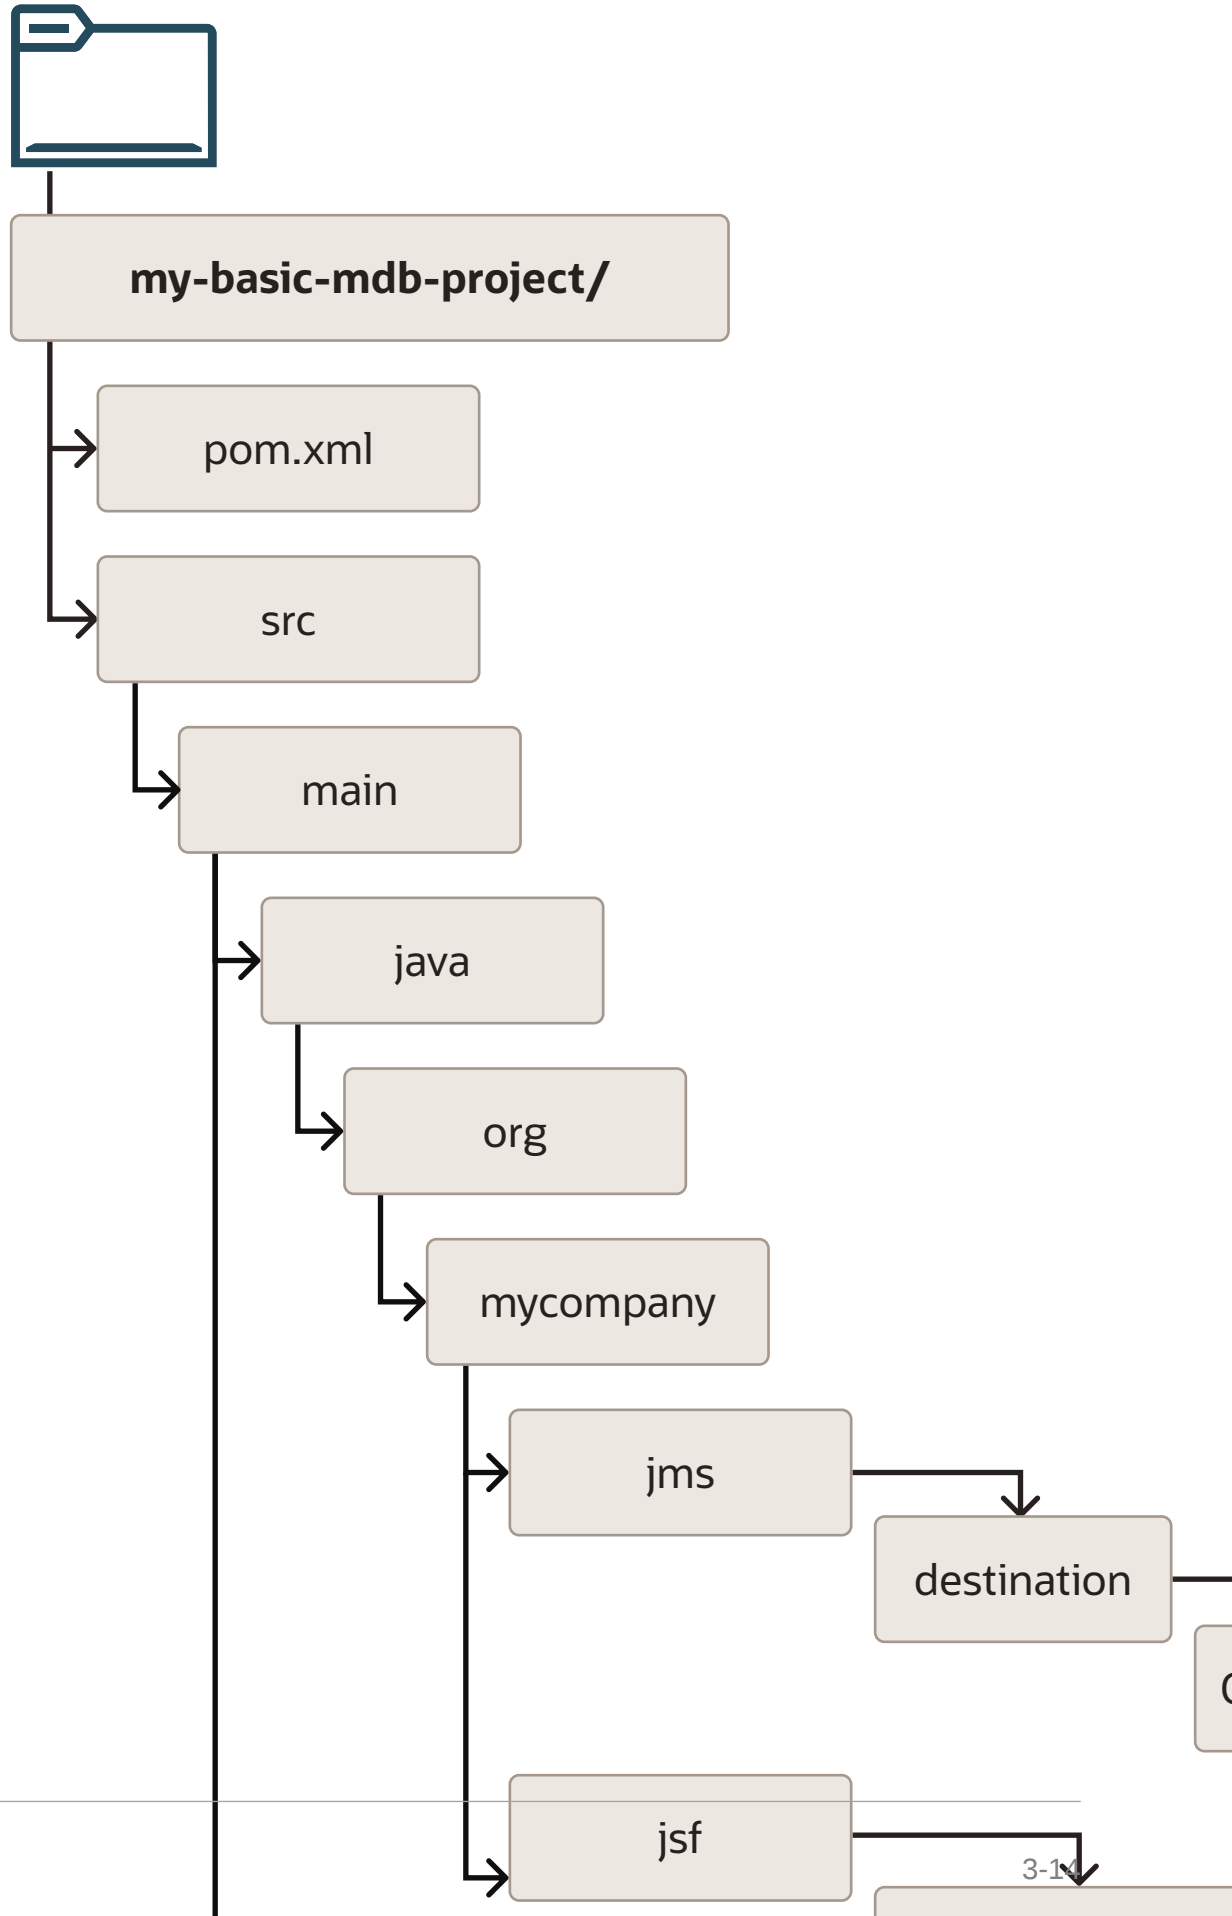 my-basic-mdb-project/
pom.xml
src
main
java
org
mycompany
jms
destination
jsf
3-14